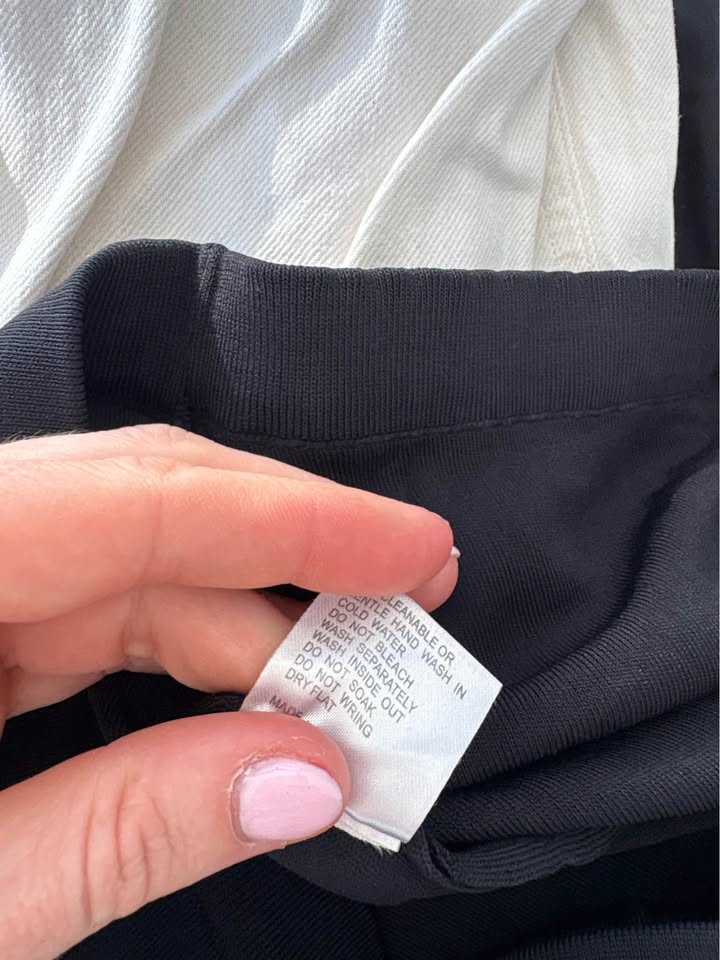 CLEANABLE OR
GENTLE HAND WASH IN
COLD WATER
DO NOT BLEACH
WASH SEPARATELY
WASH INSIDE OUT
DO NOT SOAK
DO NOT WRING
DRY FLAT
MADE